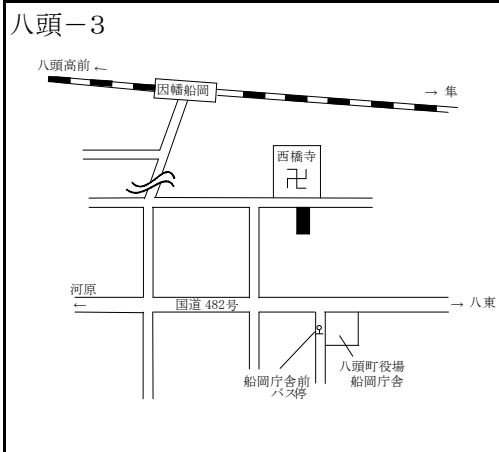 八頭－3
八頭高前 ←
因幡船岡
→ 隼
西橋寺
卍
河原
←
国道 482号
→ 八東
船岡庁舎前
バス停
八頭町役場
船岡庁舎